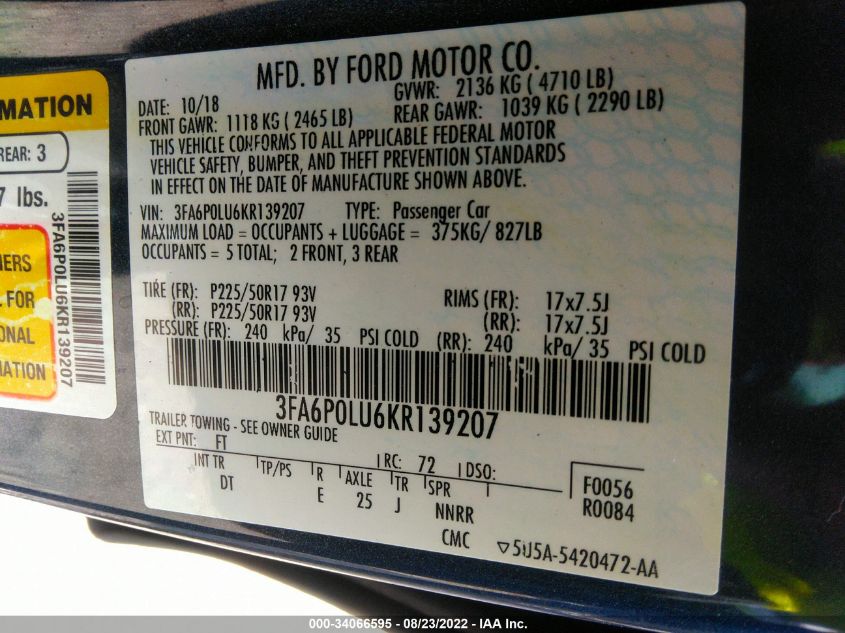 MATION
REAR: 3
7 lbs.
3FA6P0LU6KR139207
FOR
ONAL
MATION
MFD. BY FORD MOTOR CO.
DATE: 10/18
GVWR: 2136 KG ( 4710 LB)
FRONT GAWR: 1118 KG ( 2465 LB)
REAR GAWR: 1039 KG ( 2290 LB)
THIS VEHICLE CONFORMS TO ALL APPLICABLE FEDERAL MOTOR
VEHICLE SAFETY, BUMPER, AND THEFT PREVENTION STANDARDS
IN EFFECT ON THE DATE OF MANUFACTURE SHOWN ABOVE.
VIN: 3FA6P0LU6KR139207 TYPE: Passenger Car
MAXIMUM LOAD = OCCUPANTS + LUGGAGE = 375KG/ 827LB
OCCUPANTS = 5 TOTAL; 2 FRONT, 3 REAR
TIRE (FR): P225/50R17 93V RIMS (FR): 17x7.5J
(RR): P225/50R17 93V (RR): 17x7.5J
PRESSURE (FR): 240 kPa/ 35 PSI COLD (RR): 240 kPa/ 35 PSI COLD
3FA6P0LU6KR139207
TRAILER TOWING - SEE OWNER GUIDE
EXT PNT: FT RC: 72 DSO:
INT TR TP/PS R AXLE TR SPR
DT E 25 J NNRR
F0056
R0084
CMC ▽5U5A-5420472-AA
000-34066595 - 08/23/2022 - IAA Inc.